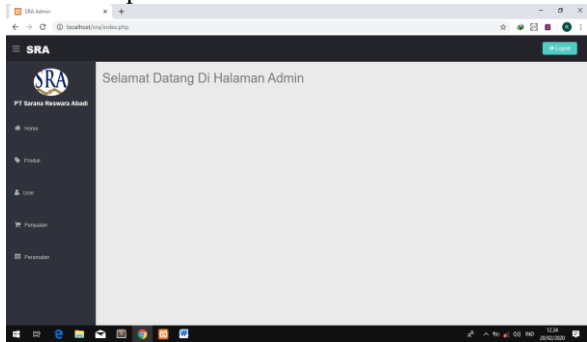 SRA Admin
localhost/sra/index.php
SRA
Logout
SRA
Selamat Datang Di Halaman Admin
PT Sarana Reswara Abadi
Home
Produk
User
Penjualan
Peramalan
IND
12.34
20/02/2020